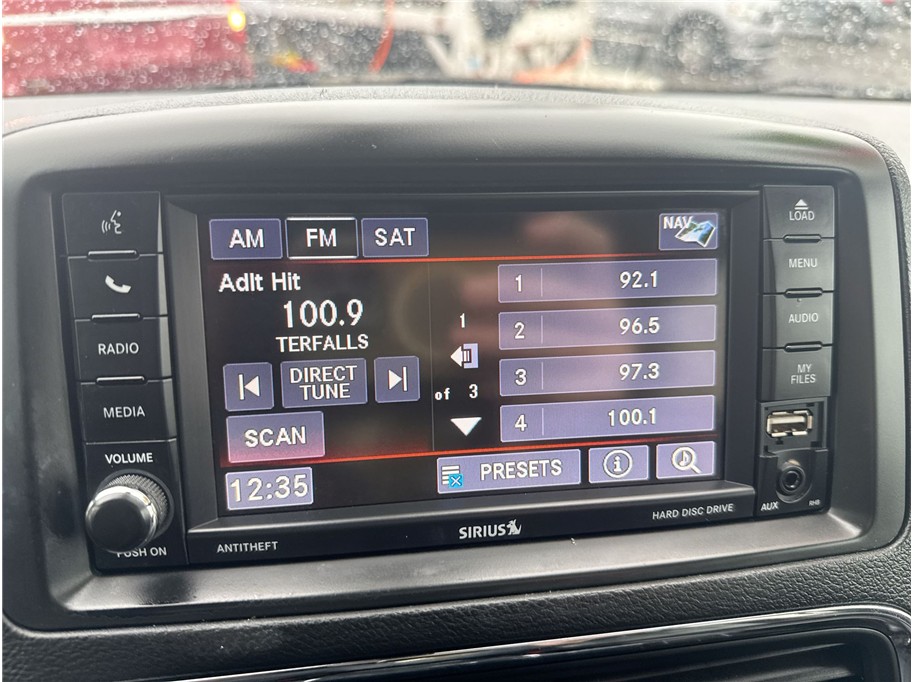 LOAD
MENU
AUDIO
MY
FILES
RADIO
MEDIA
VOLUME
PUSH ON
AM FM SAT NAV
Adlt Hit
100.9
TERFALLS
DIRECT
TUNE
SCAN
12:35
1
of 3
1 92.1
2 96.5
3 97.3
4 100.1
PRESETS
i
ANTITHEFT
SIRIUS
HARD DISC DRIVE
AUX
RHB